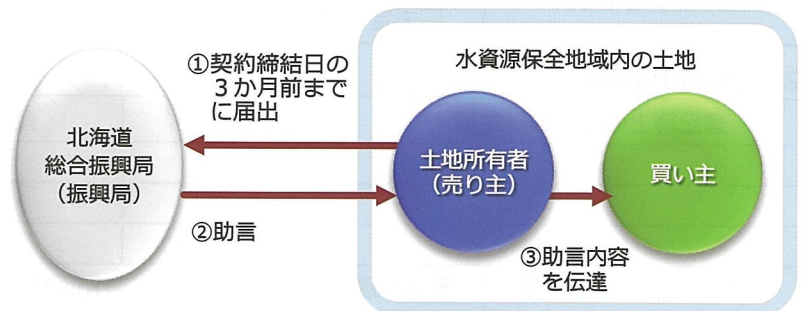 ①契約締結日の
３か月前まで
に届出
水資源保全地域内の土地
北海道
総合振興局
（振興局）
土地所有者
（売り主）
買い主
②助言
③助言内容
を伝達